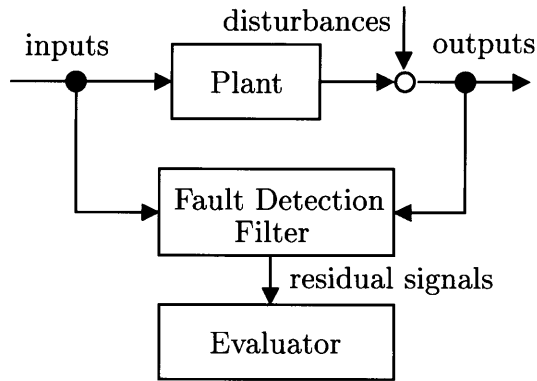 disturbances
inputs
outputs
Plant
Fault Detection
Filter
residual signals
Evaluator